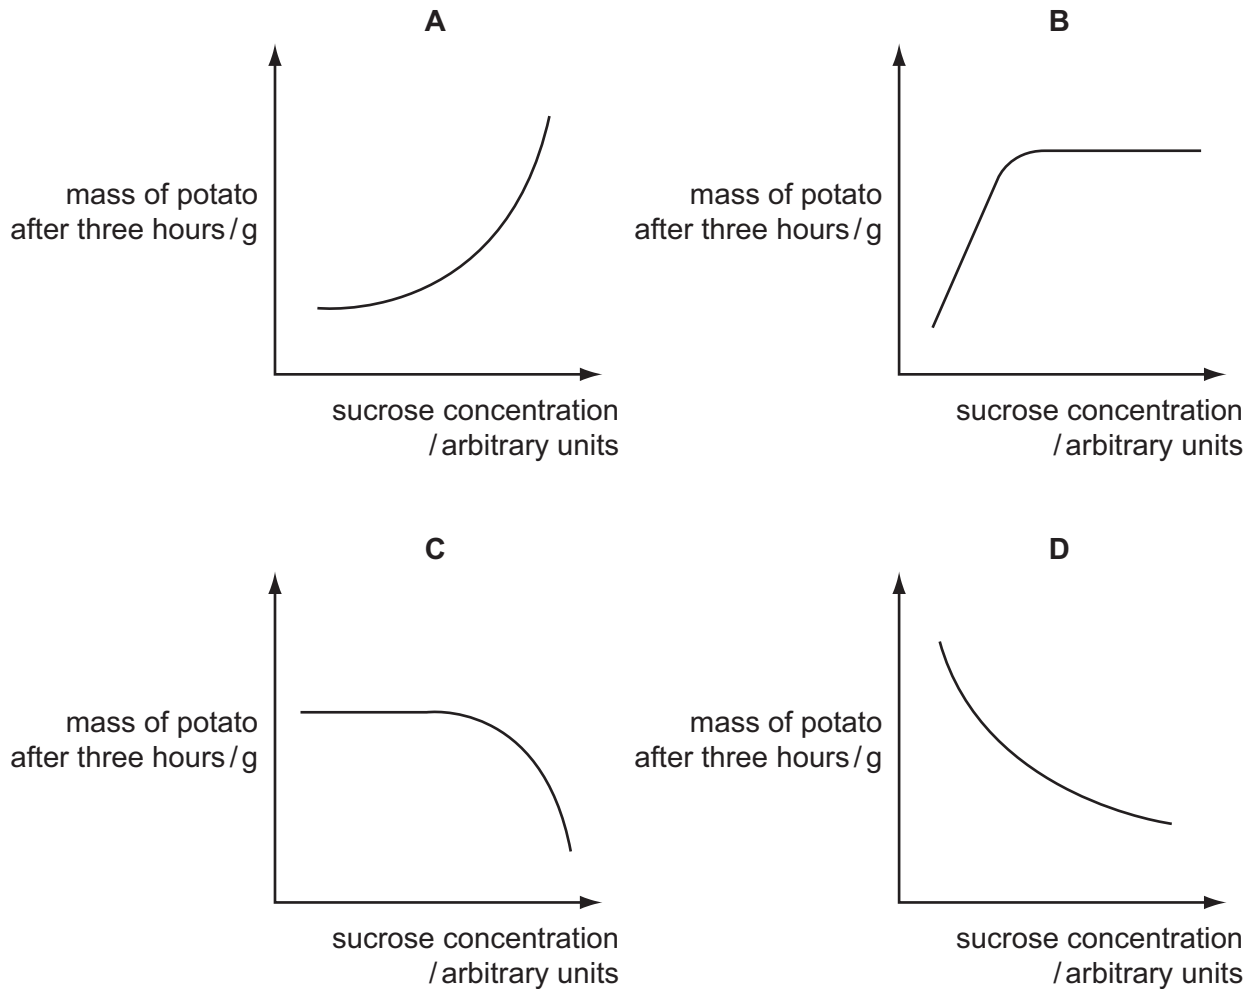 A
mass of potato
after three hours / g
sucrose concentration
/ arbitrary units
B
mass of potato
after three hours / g
sucrose concentration
/ arbitrary units
C
mass of potato
after three hours / g
sucrose concentration
/ arbitrary units
D
mass of potato
after three hours / g
sucrose concentration
/ arbitrary units